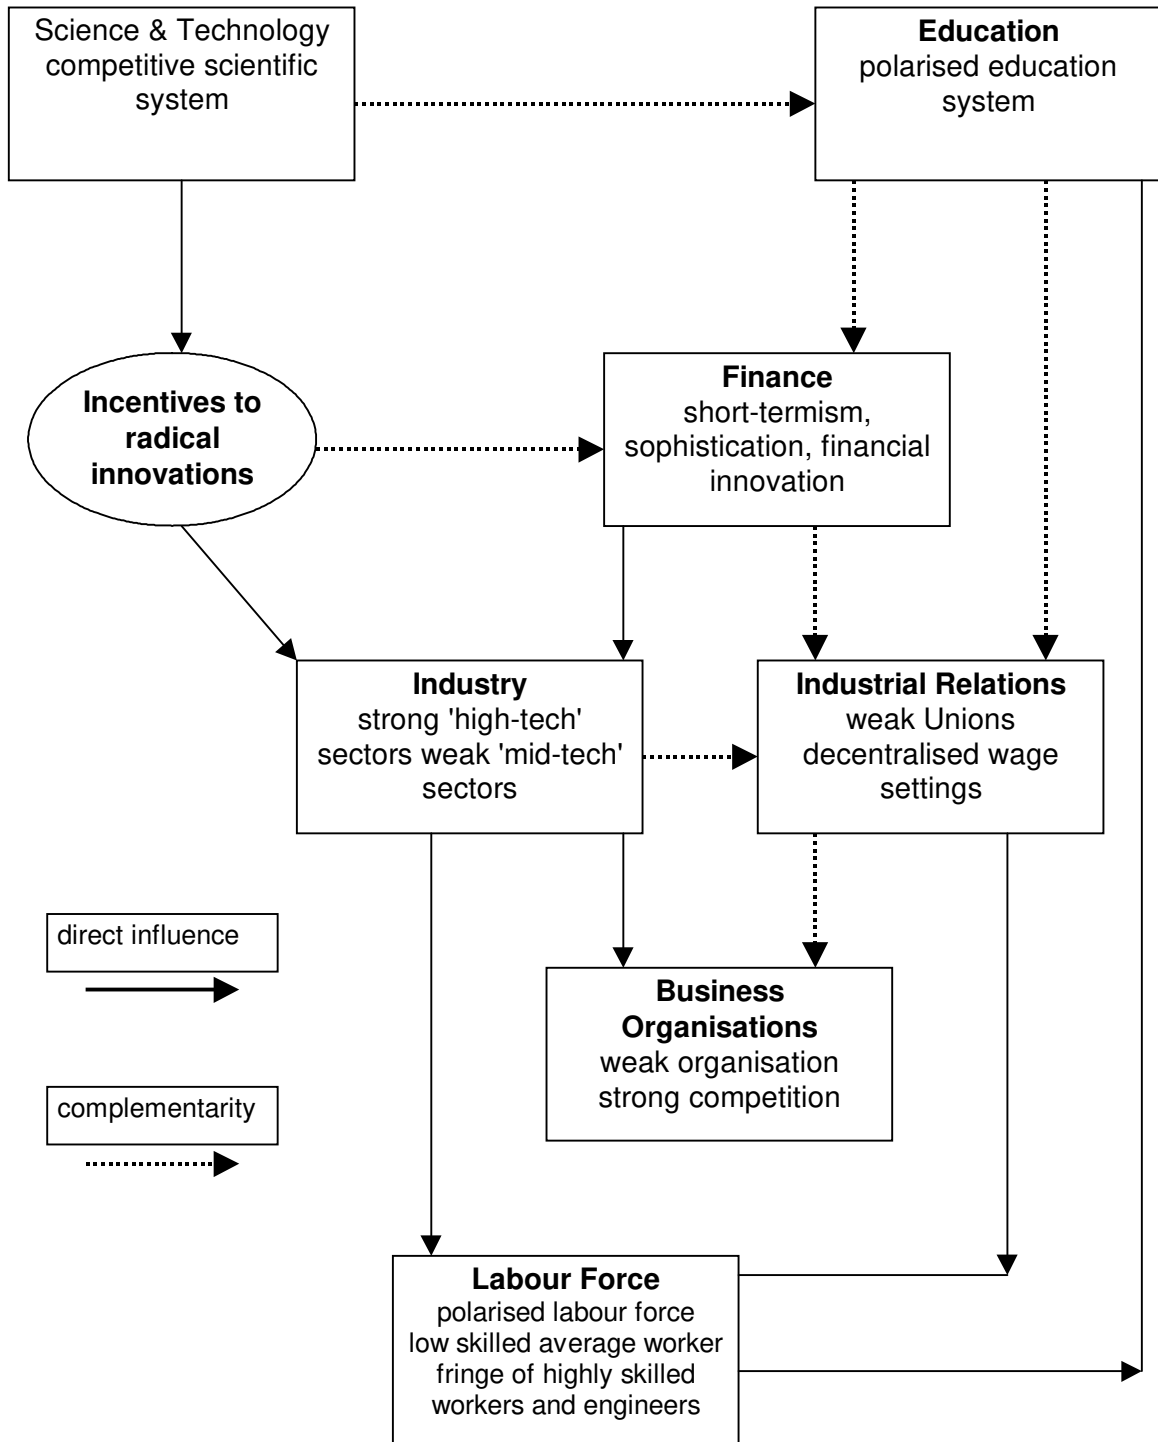 Science & Technology
competitive scientific
system
Education
polarised education
system
Incentives to
radical
innovations
Finance
short-termism,
sophistication, financial
innovation
Industry
strong 'high-tech'
sectors weak 'mid-tech'
sectors
Industrial Relations
weak Unions
decentralised wage
settings
direct influence
Business
Organisations
weak organisation
strong competition
complementarity
Labour Force
polarised labour force
low skilled average worker
fringe of highly skilled
workers and engineers